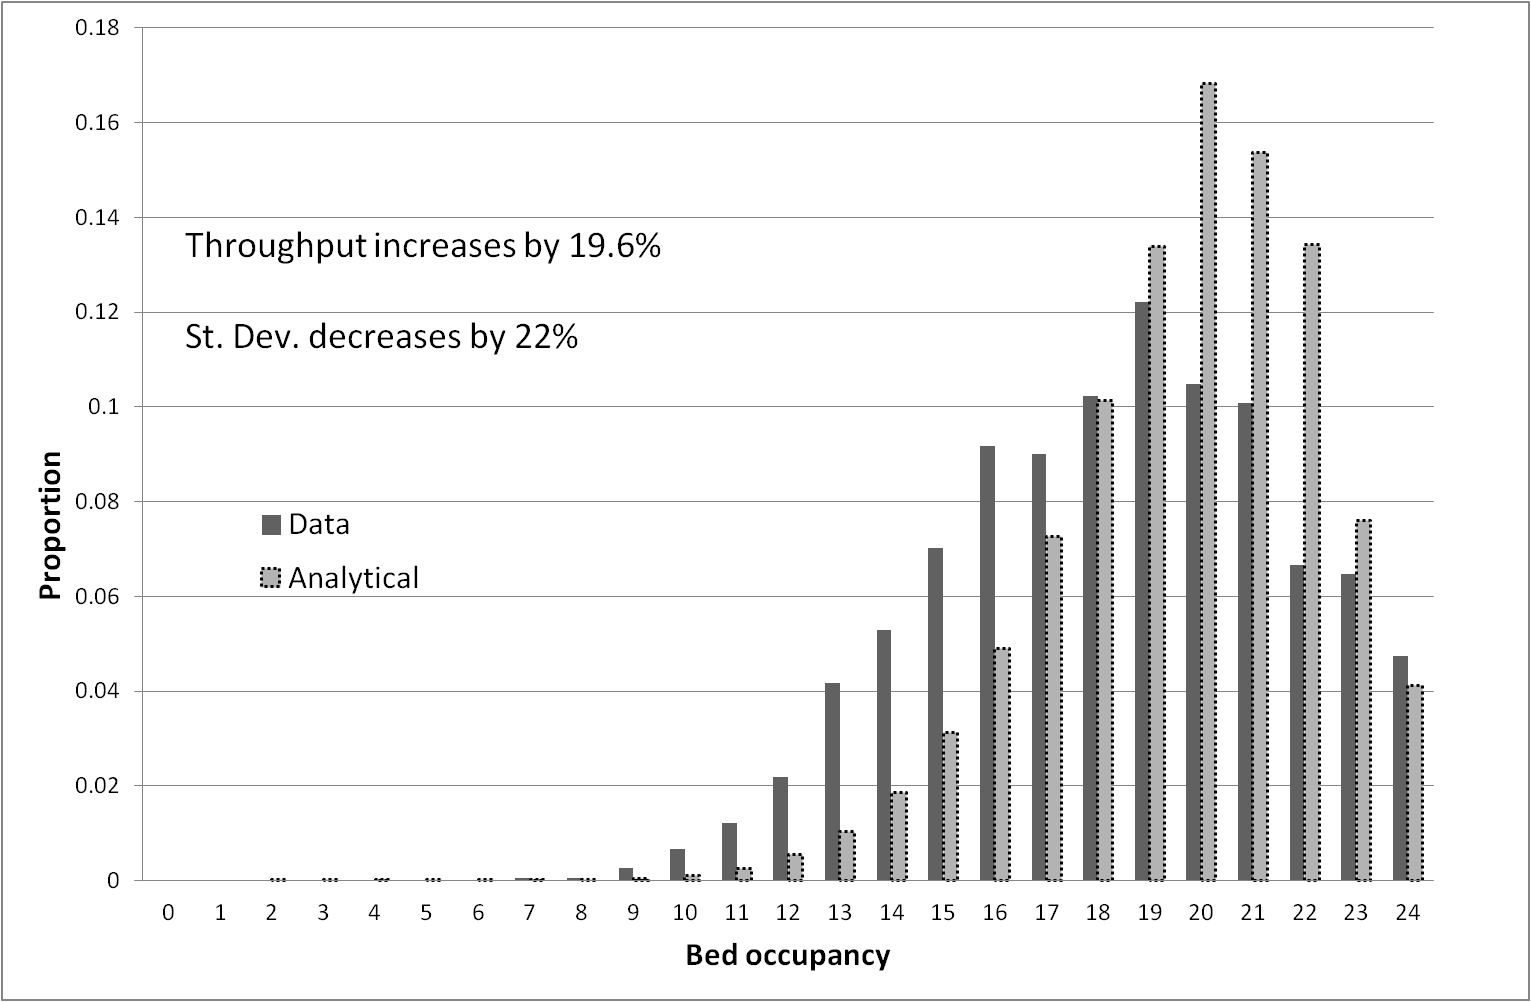 0.18
0.16
0.14
Throughput increases by 19.6%
0.12
St. Dev. decreases by 22%
0.1
0.08
Data
Analytical
0.06
0.04
0.02
0
Proportion
0 1 2 3 4 5 6 7 8 9 10 11 12 13 14 15 16 17 18 19 20 21 22 23 24
Bed occupancy